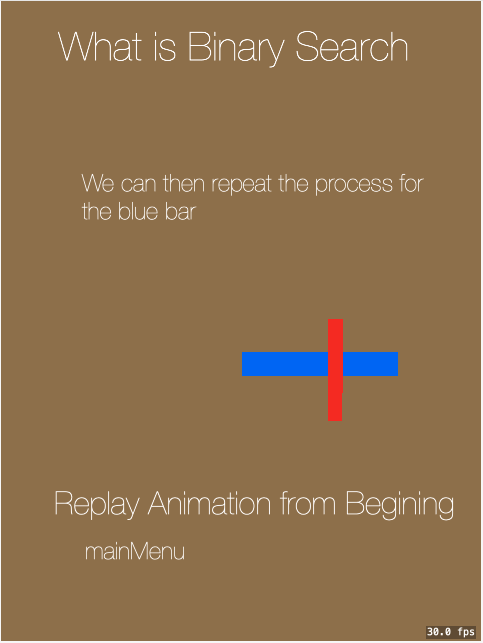 What is Binary Search
We can then repeat the process for
the blue bar
Replay Animation from Begining
mainMenu
30.0 fps